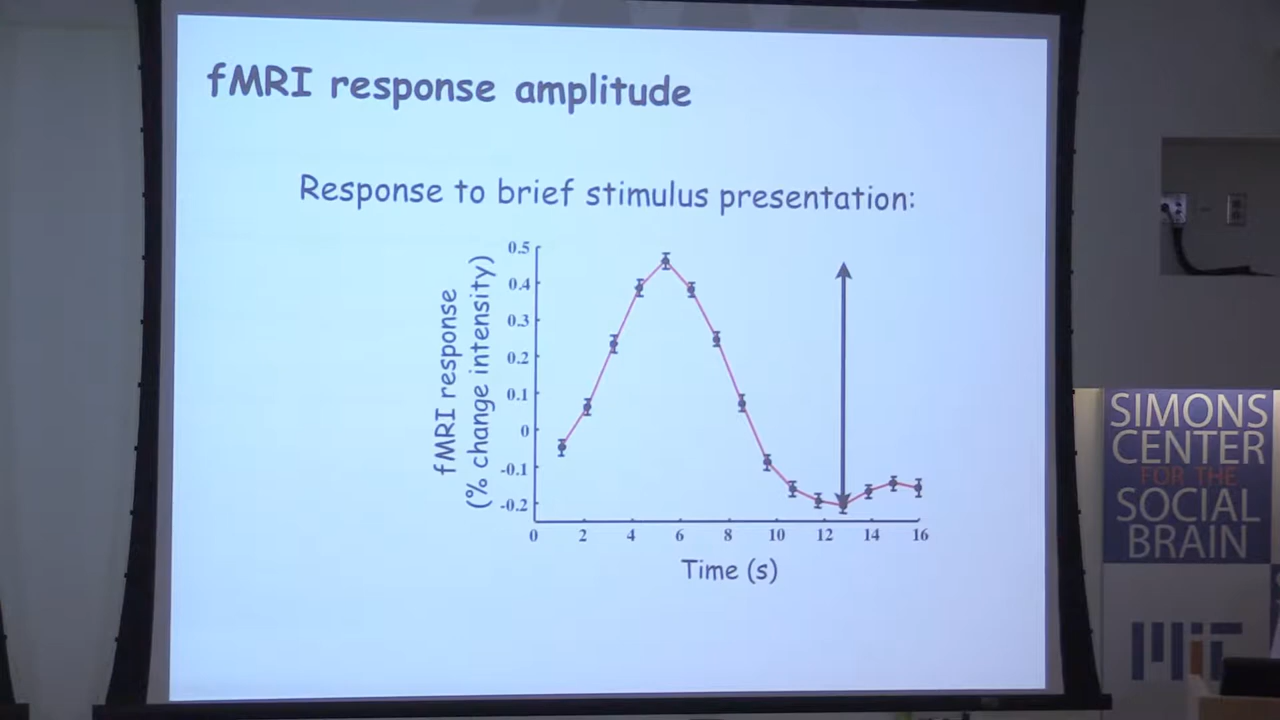 fMRI response amplitude
Response to brief stimulus presentation:
fMRI response
(% change intensity)
0.5
0.4
0.3
0.2
0.1
0
-0.1
-0.2
0 2 4 6 8 10 12 14 16
Time (s)
SIMONS
CENTER
FOR THE
SOCIAL
BRAIN
MIT